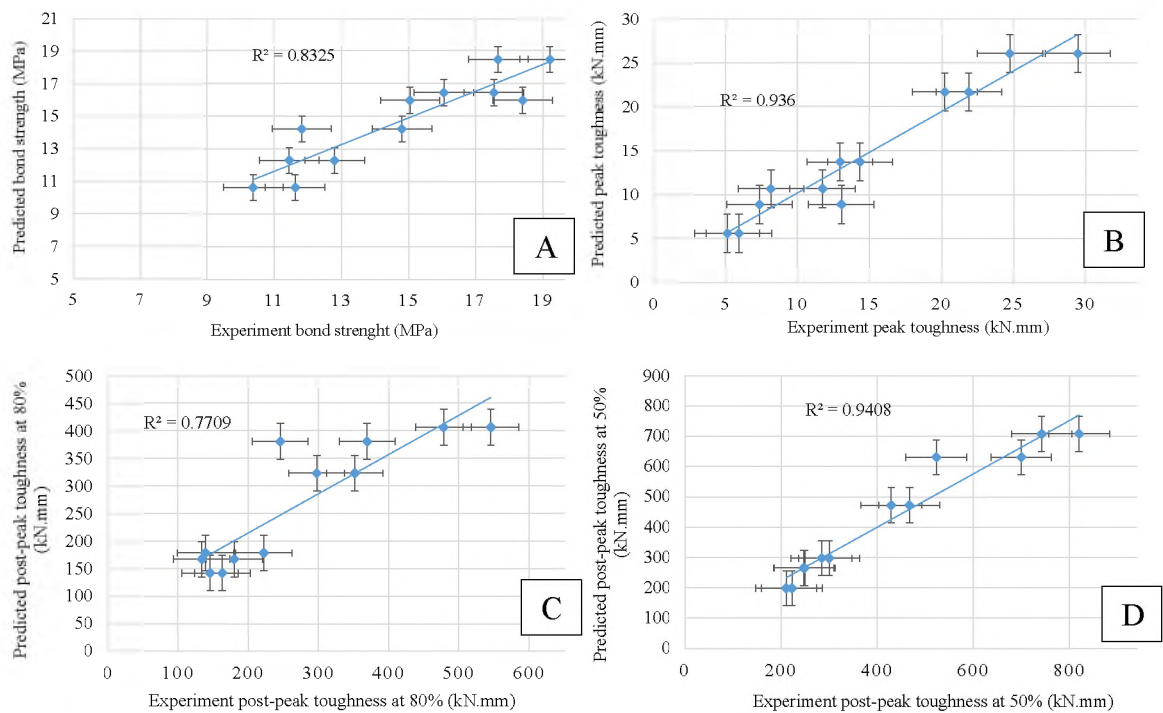 Predicted bond strength (MPa)
21
19
17
15
13
11
9
7
5
R² = 0.8325
A
5 7 9 11 13 15 17 19
Experiment bond strenght (MPa)
Predicted peak toughness (kN.mm)
30
25
20
15
10
5
0
R² = 0.936
B
0 5 10 15 20 25 30
Experiment peak toughness (kN.mm)
Predicted post-peak toughness at 80%
(kN.mm)
500
450
400
350
300
250
200
150
100
50
0
R² = 0.7709
C
0 100 200 300 400 500 600
Experiment post-peak toughness at 80% (kN.mm)
Predicted post-peak toughness at 50%
(kN.mm)
900
800
700
600
500
400
300
200
100
0
R² = 0.9408
D
0 200 400 600 800
Experiment post-peak toughness at 50% (kN.mm)